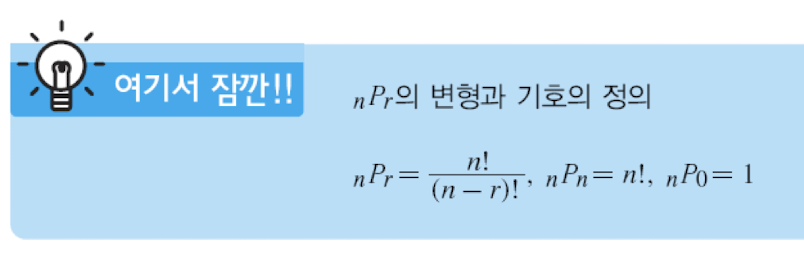 여기서 잠깐!!
ₙPᵣ의 변형과 기호의 정의
ₙPᵣ = n!/(n − r)!, ₙPₙ = n!, ₙP₀ = 1